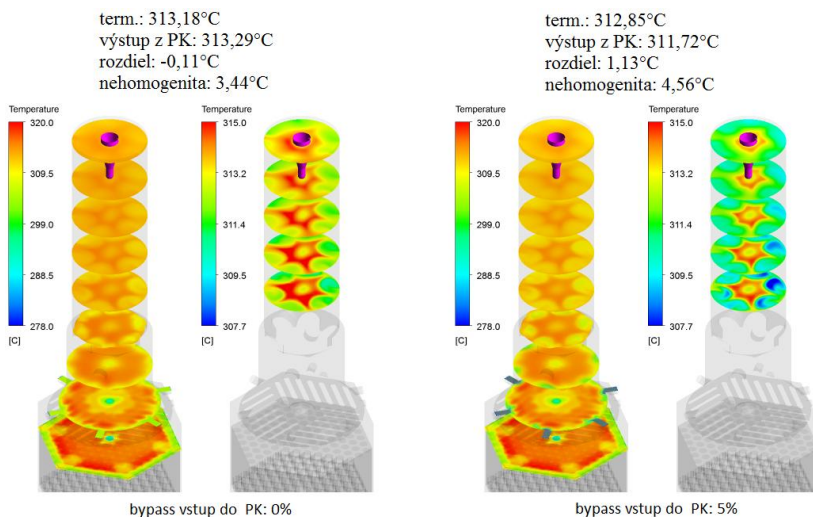 term.: 313,18°C
výstup z PK: 313,29°C
rozdiel: -0,11°C
nehomogenita: 3,44°C
term.: 312,85°C
výstup z PK: 311,72°C
rozdiel: 1,13°C
nehomogenita: 4,56°C
Temperature
320.0
309.5
299.0
288.5
278.0
[C]
Temperature
315.0
313.2
311.4
309.5
307.7
[C]
Temperature
320.0
309.5
299.0
288.5
278.0
[C]
Temperature
315.0
313.2
311.4
309.5
307.7
[C]
bypass vstup do PK: 0%
bypass vstup do PK: 5%